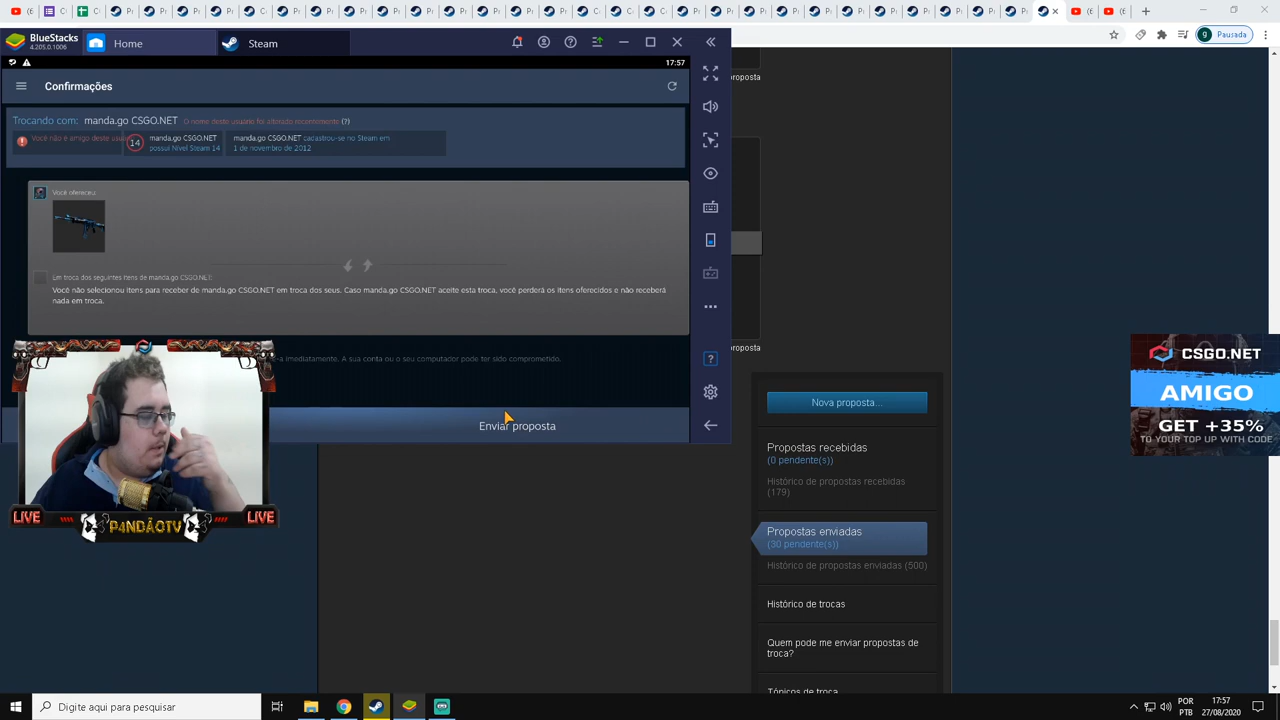 (E
Pr
St
(E
(E
BlueStacks
4.205.0.1006
Home
Steam
g
Pausada
17:57
Confirmações
Trocando com: manda.go CSGO.NET
O nome deste usuário foi alterado recentemente (?)
Você não é amigo deste usuá
14
manda.go CSGO.NET
possui Nível Steam 14
manda.go CSGO.NET cadastrou-se no Steam em
1 de novembro de 2012
Você ofereceu:
Em troca dos seguintes itens de manda.go CSGO.NET:
Você não selecionou itens para receber de manda.go CSGO.NET em troca dos seus. Caso manda.go CSGO.NET aceite esta troca, você perderá os itens oferecidos e não receberá
nada em troca.
-a imediatamente. A sua conta ou o seu computador pode ter sido comprometido.
Enviar proposta
proposta
proposta
Nova proposta...
Propostas recebidas
(0 pendente(s))
Histórico de propostas recebidas
(179)
Propostas enviadas
(30 pendente(s))
Histórico de propostas enviadas (500)
Histórico de trocas
Quem pode me enviar propostas de
troca?
Tópicos de troca
CSGO.NET
AMIGO
GET +35%
TO YOUR TOP UP WITH CODE
LIVE
P4NDÃOTV
LIVE
Digite aqui para pesquisar
POR
PTB
17:57
27/08/2020